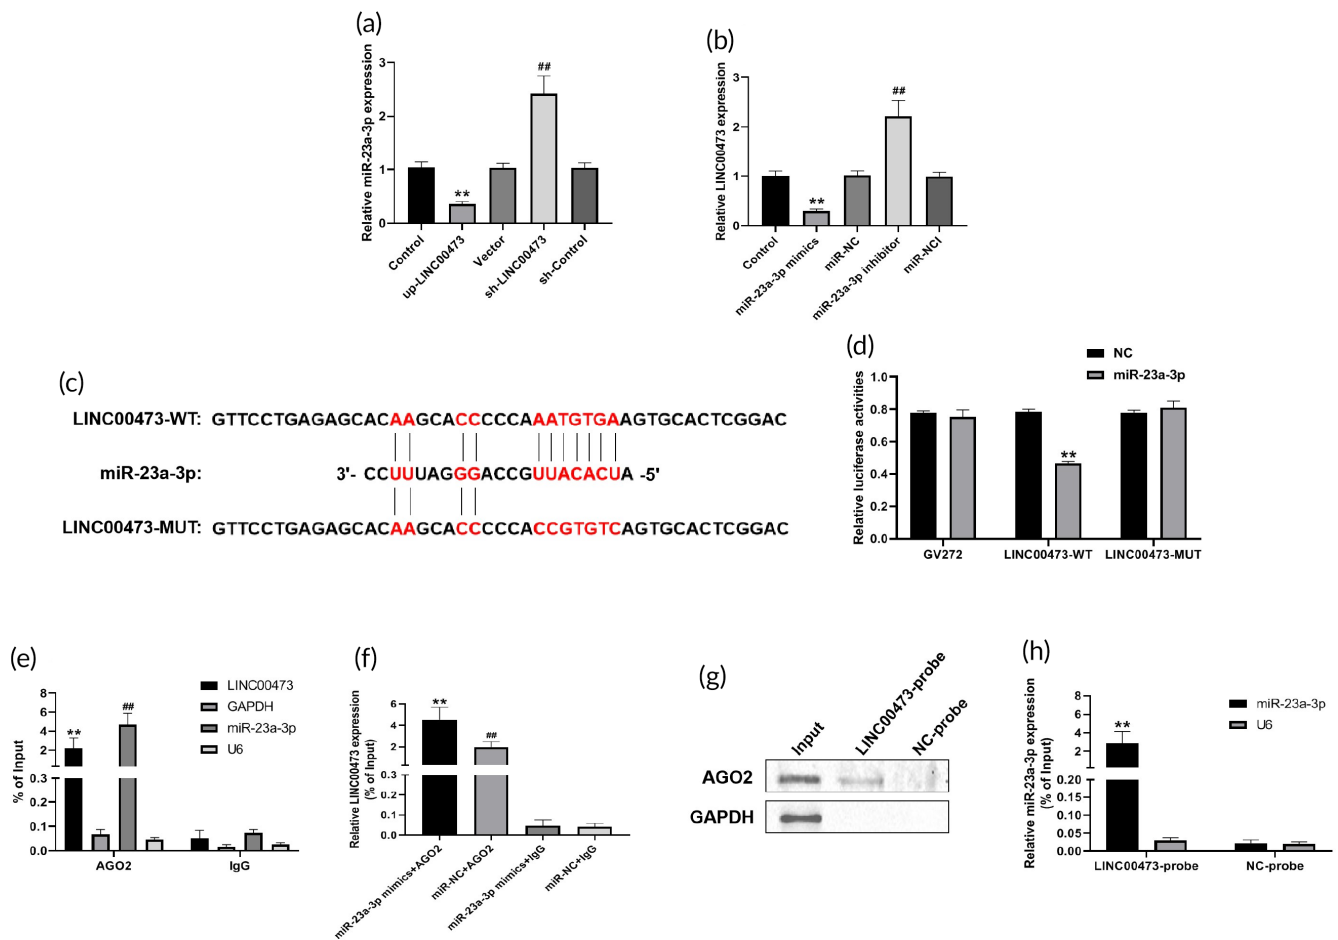 (a)
Relative miR-23a-3p expression
3
2
1
0
**
##
Control
up-LINC00473
Vector
sh-LINC00473
sh-Control
(b)
Relative LINC00473 expression
3
2
1
0
**
##
Control
miR-23a-3p mimics
miR-NC
miR-23a-3p inhibitor
miR-NCI
(c)
LINC00473-WT: GTTCCTGAGAGCACAAGCACCCCCAAATGTGAAGTGCACTCGGAC
miR-23a-3p: 3'- CCUUUAGGGACCGUUACACUA -5'
LINC00473-MUT: GTTCCTGAGAGCACAAGCACCCCCACCGTGTCAGTGCACTCGGAC
(d)
NC
miR-23a-3p
Relative luciferase activities
1.0
0.8
0.6
0.4
0.2
0.0
**
GV272
LINC00473-WT
LINC00473-MUT
(e)
LINC00473
GAPDH
miR-23a-3p
U6
% of Input
8
6
4
2
0.3
0.2
0.1
0.0
**
##
AGO2
IgG
(f)
Relative LINC00473 expression
(% of Input)
6
4
2
0.3
0.2
0.1
0.0
**
##
miR-23a-3p mimics+AGO2
miR-NC+AGO2
miR-23a-3p mimics+IgG
miR-NC+IgG
(g)
Input
LINC00473-probe
NC-probe
AGO2
GAPDH
(h)
miR-23a-3p
U6
Relative miR-23a-3p expression
(% of Input)
8
6
4
2
0.20
0.15
0.10
0.05
0.00
**
LINC00473-probe
NC-probe